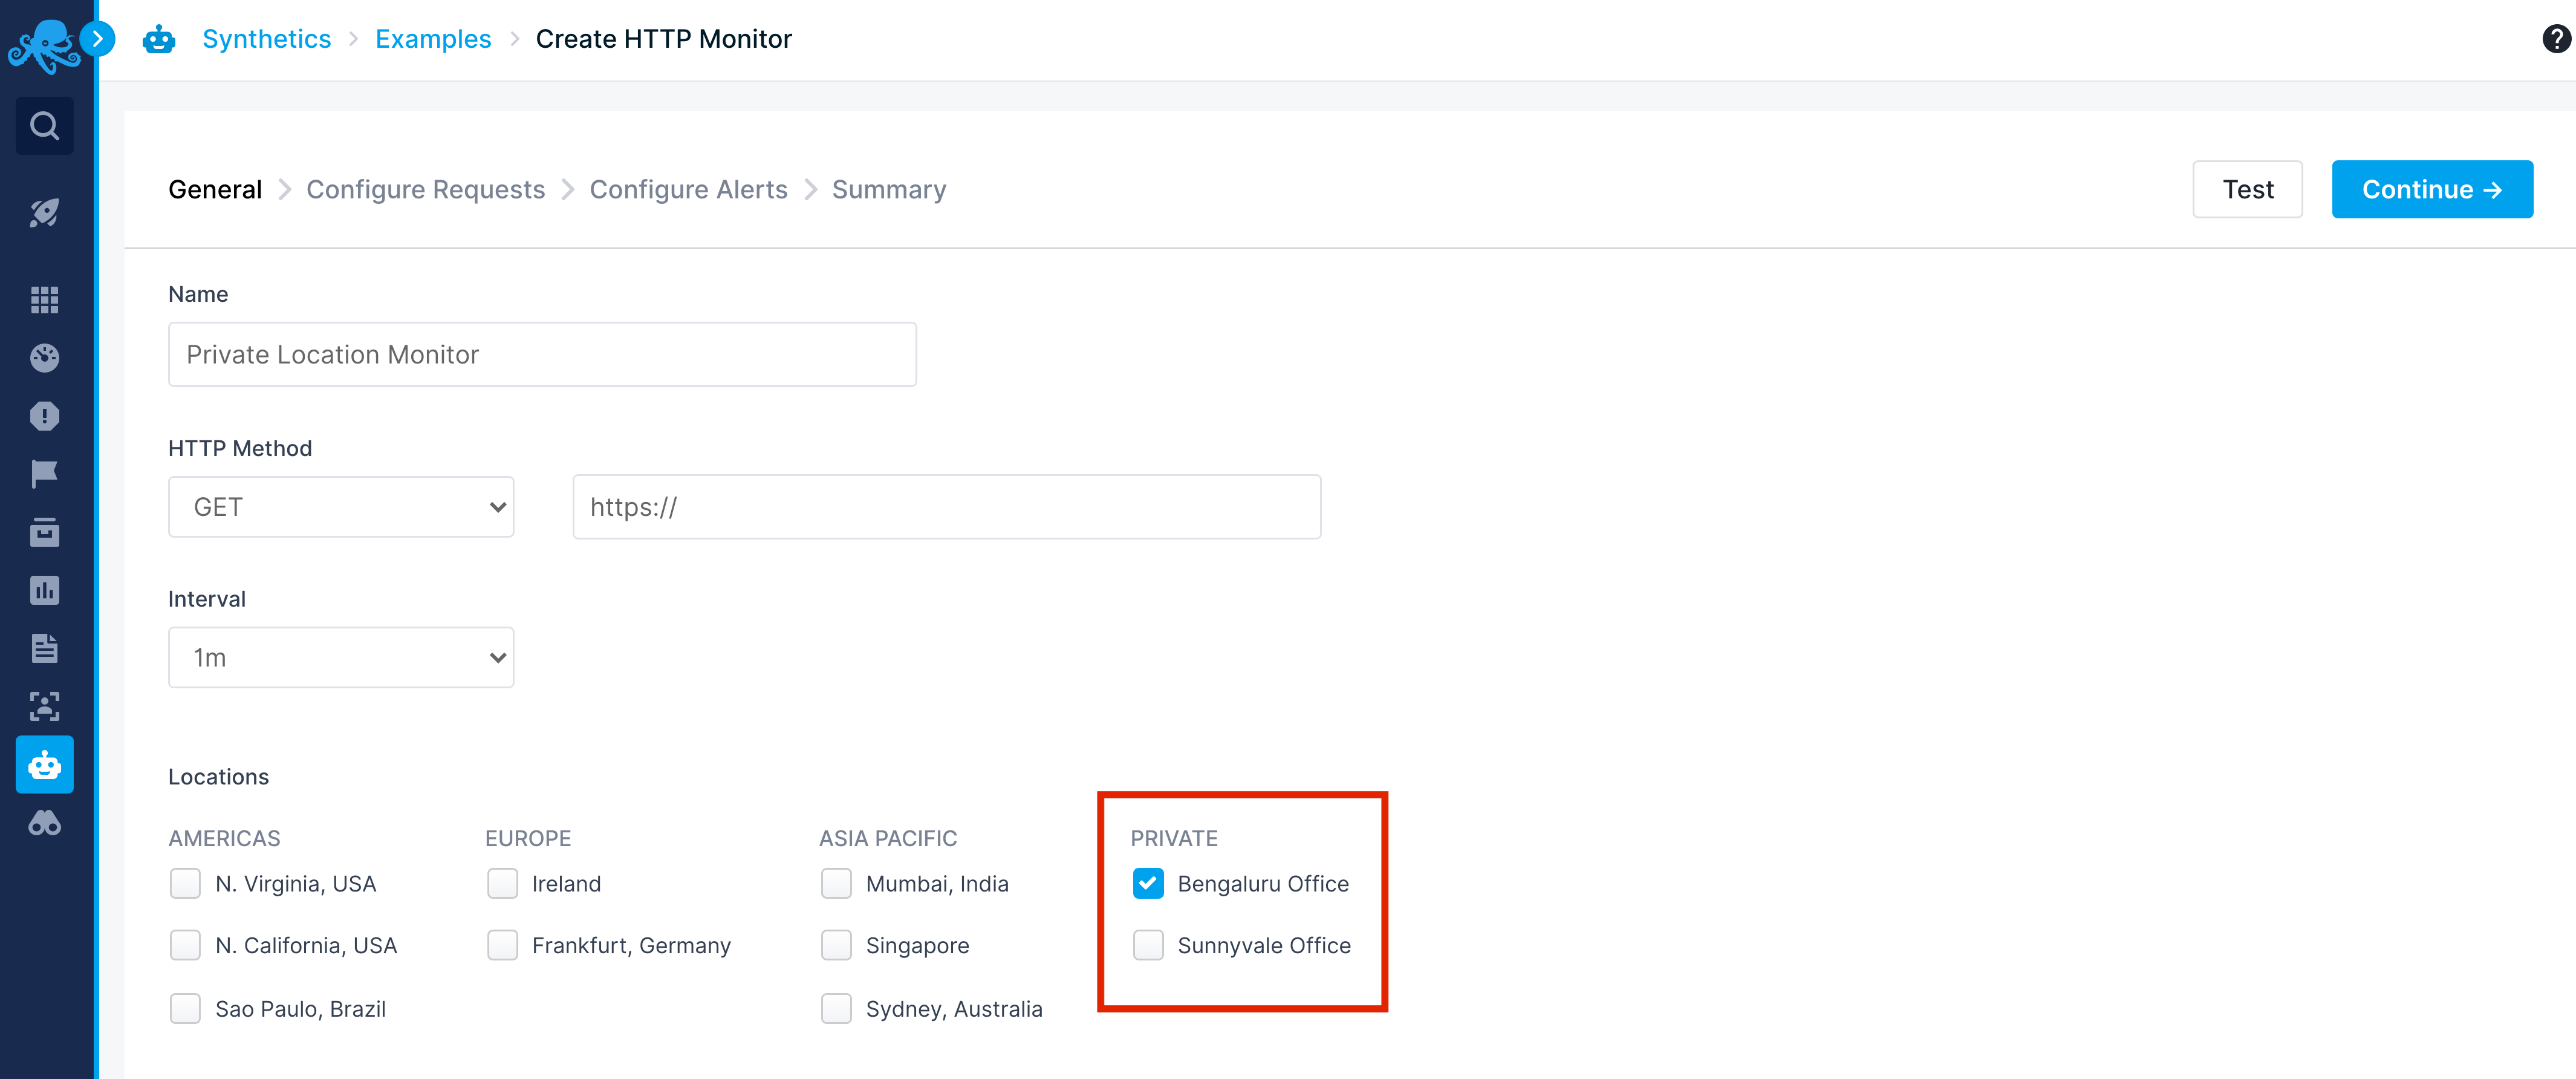 Synthetics > Examples > Create HTTP Monitor
?
General > Configure Requests > Configure Alerts > Summary
Test
Continue →
Name
Private Location Monitor
HTTP Method
GET
https://
Interval
1m
Locations
AMERICAS
N. Virginia, USA
N. California, USA
Sao Paulo, Brazil
EUROPE
Ireland
Frankfurt, Germany
ASIA PACIFIC
Mumbai, India
Singapore
Sydney, Australia
PRIVATE
Bengaluru Office
Sunnyvale Office